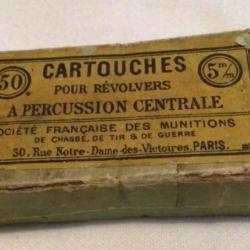 50
CARTOUCHES
5 m/m
POUR RÉVOLVERS
A PERCUSSION CENTRALE
SOCIÉTÉ FRANÇAISE DES MUNITIONS
DE CHASSE, DE TIR & DE GUERRE
30, Rue Notre-Dame-des-Victoires, PARIS.